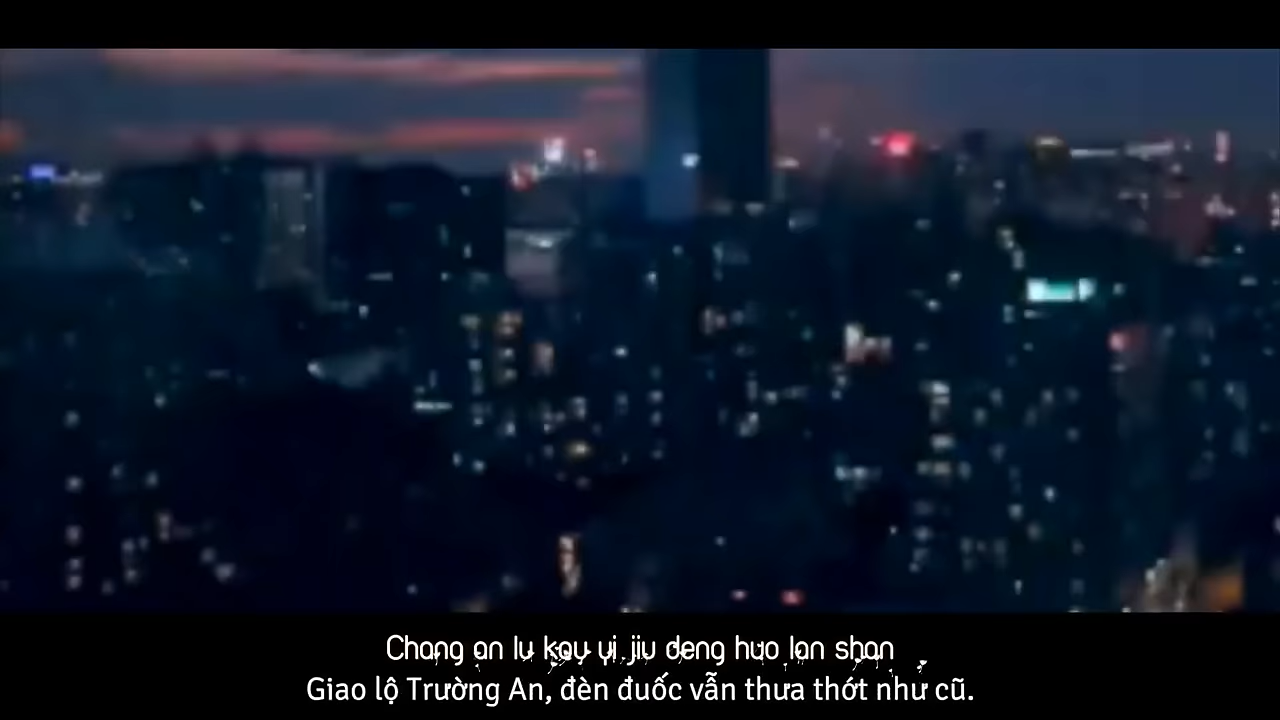 Chang an lu kou yi jiu deng huo lan shan
Giao lộ Trường An, đèn đuốc vẫn thưa thớt như cũ.